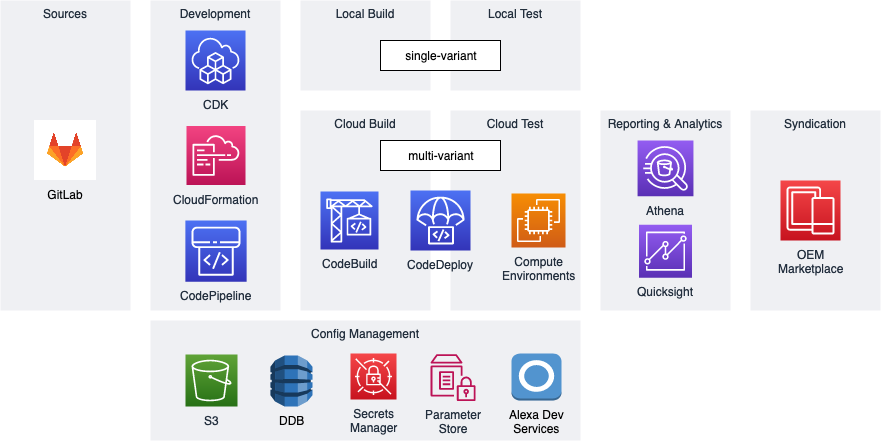 Sources
Development
Local Build
Local Test
single-variant
CDK
GitLab
CloudFormation
CodePipeline
Cloud Build
Cloud Test
multi-variant
CodeBuild
CodeDeploy
Compute
Environments
Reporting & Analytics
Athena
Quicksight
Syndication
OEM
Marketplace
Config Management
S3
DDB
Secrets
Manager
Parameter
Store
Alexa Dev
Services